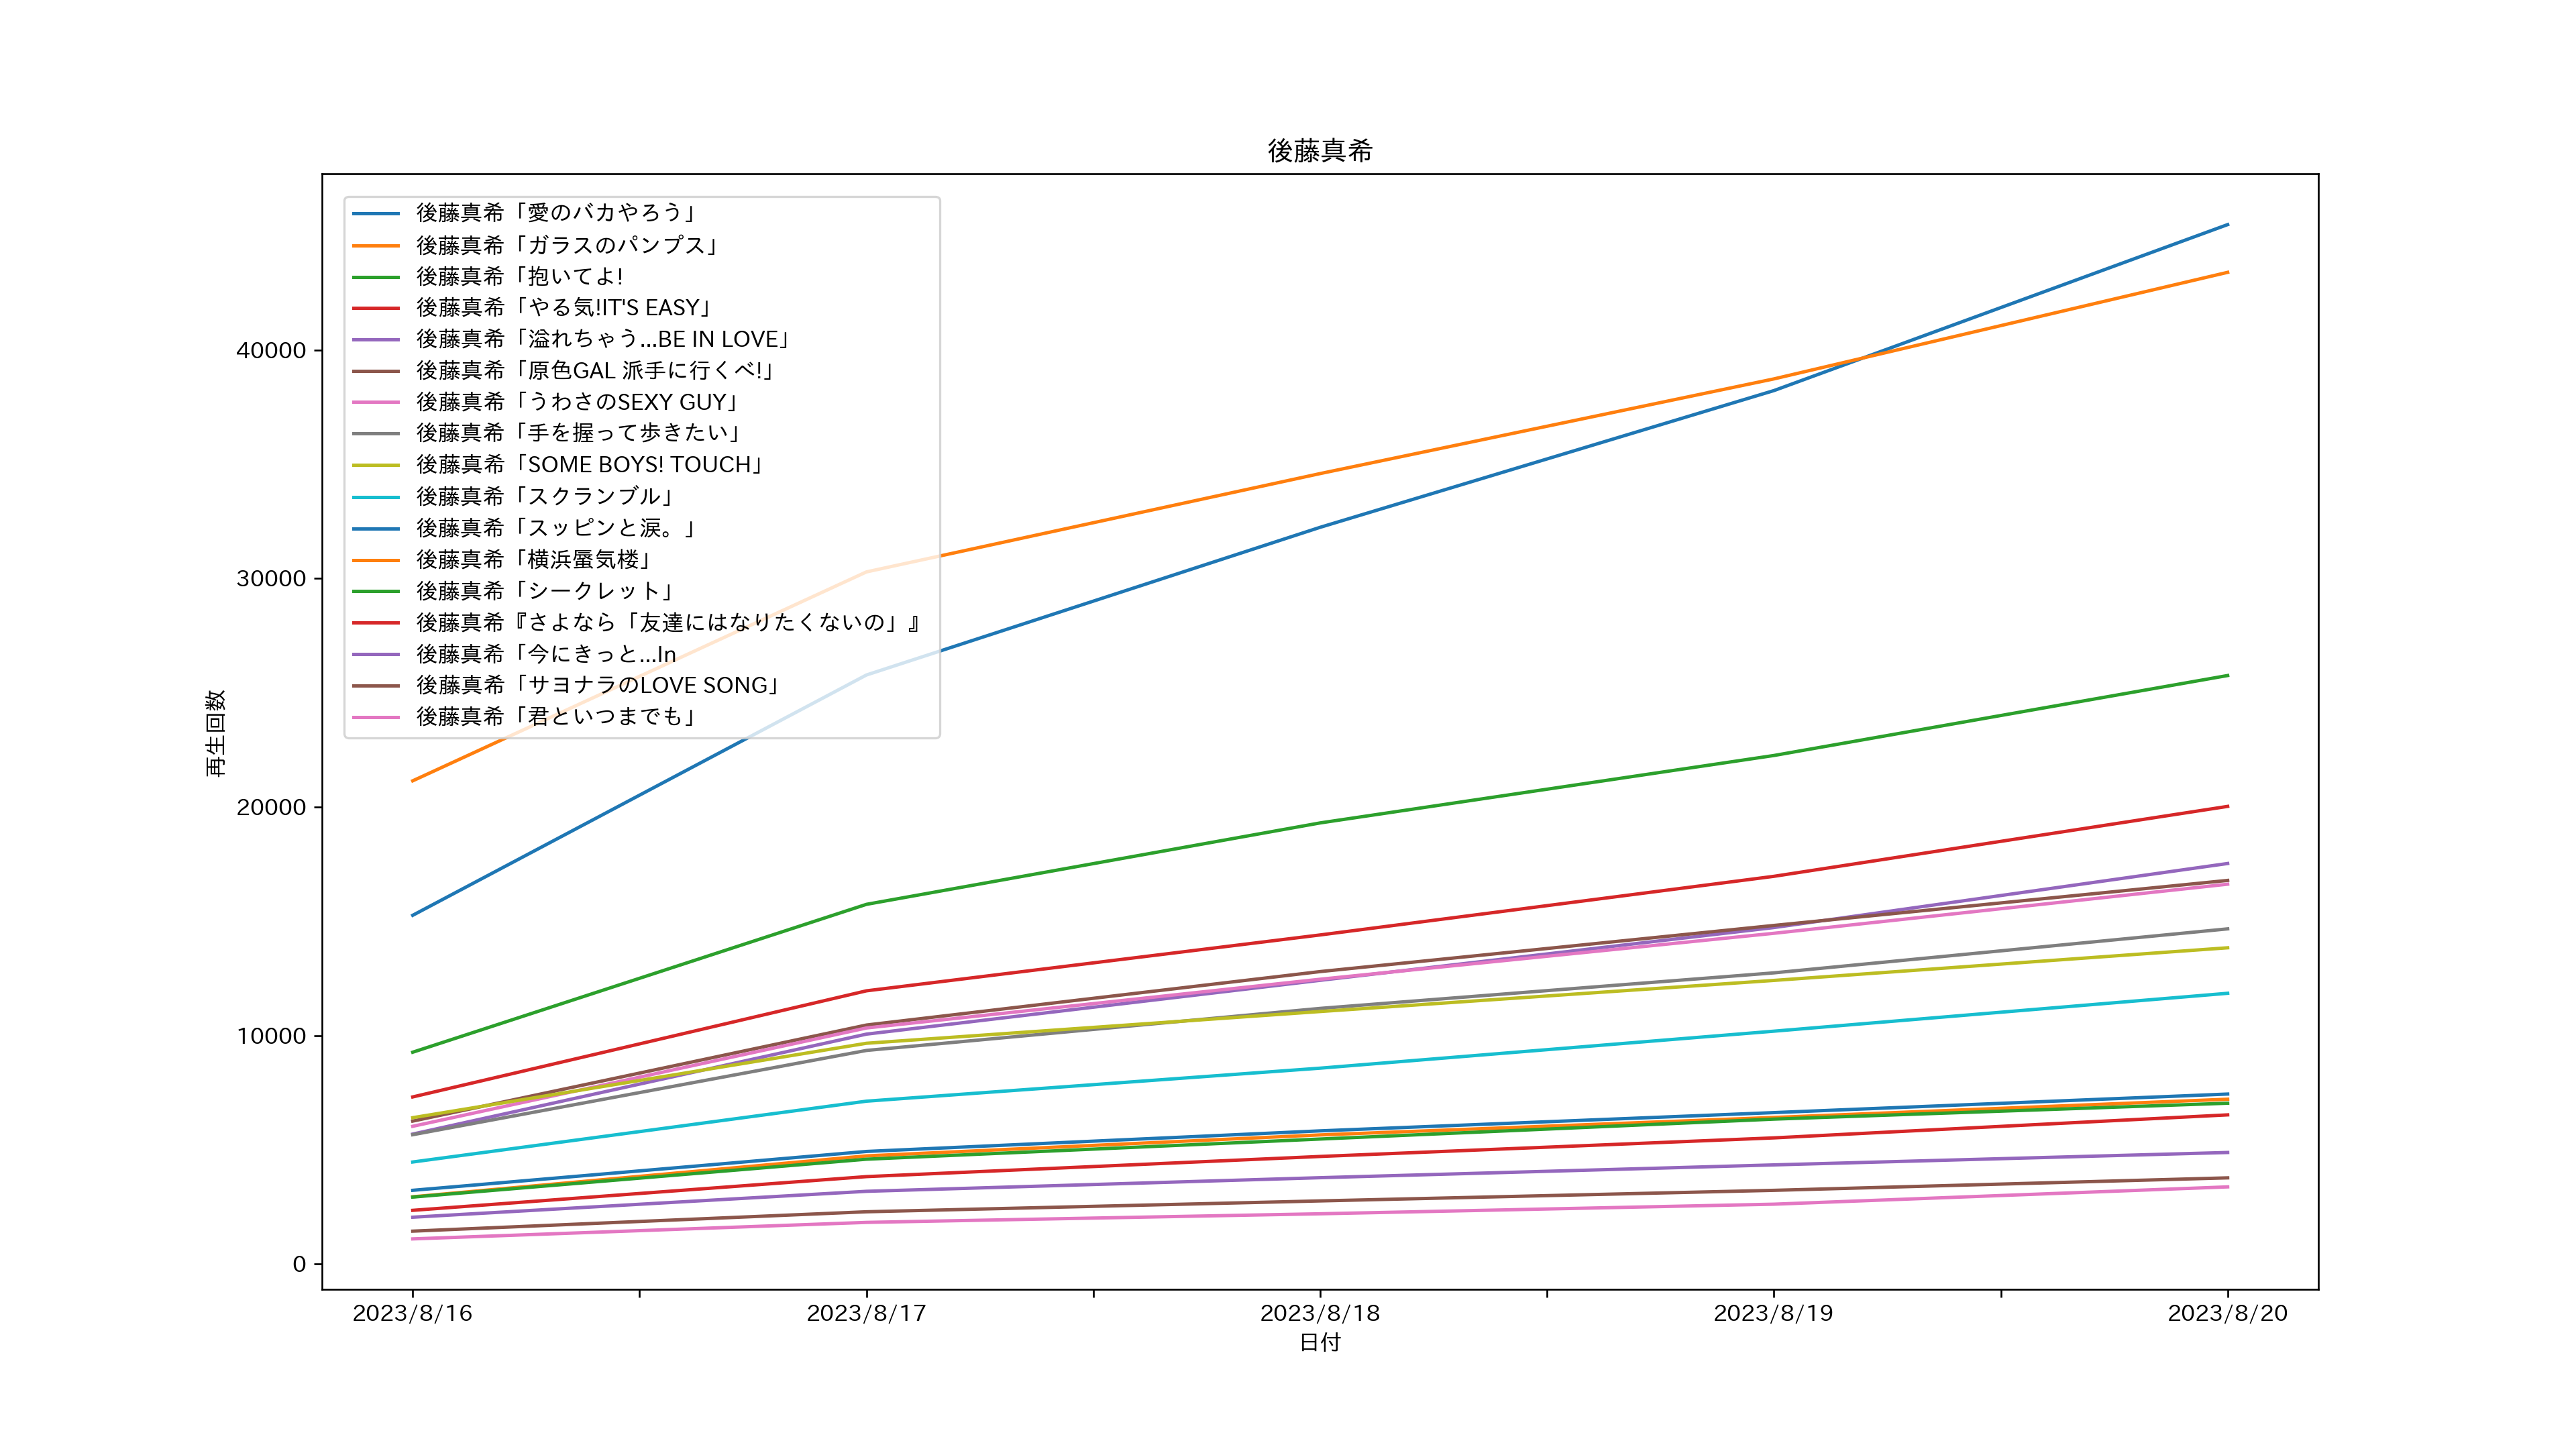 後藤真希
後藤真希「愛のバカやろう」
後藤真希「ガラスのパンプス」
後藤真希「抱いてよ!
後藤真希「やる気!IT'S EASY」
後藤真希「溢れちゃう...BE IN LOVE」
後藤真希「原色GAL 派手に行くべ!」
後藤真希「うわさのSEXY GUY」
後藤真希「手を握って歩きたい」
後藤真希「SOME BOYS! TOUCH」
後藤真希「スクランブル」
後藤真希「スッピンと涙。」
後藤真希「横浜蜃気楼」
後藤真希「シークレット」
後藤真希『さよなら「友達にはなりたくないの」』
後藤真希「今にきっと...In
後藤真希「サヨナラのLOVE SONG」
後藤真希「君といつまでも」
再生回数
40000
30000
20000
10000
0
2023/8/16 2023/8/17 2023/8/18 2023/8/19 2023/8/20
日付